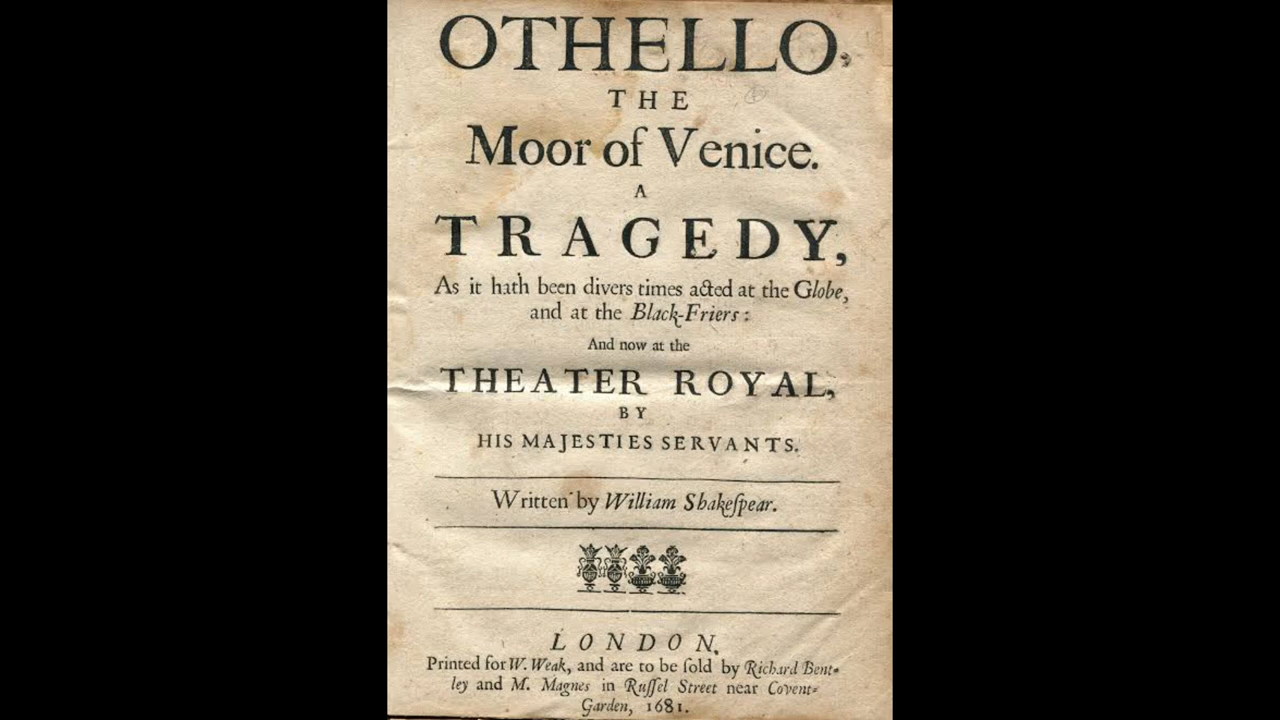 OTHELLO,
THE
Moor of Venice.
A
TRAGEDY,
As it hath been divers times acted at the Globe,
and at the Black-Friers:
And now at the
THEATER ROYAL,
BY
HIS MAJESTIES SERVANTS.
Written by William Shakeſpear.
LONDON,
Printed for W. Weak, and are to be ſold by Richard Bent-
ley and M. Magnes in Ruſſel Street near Covent-
Garden, 1681.